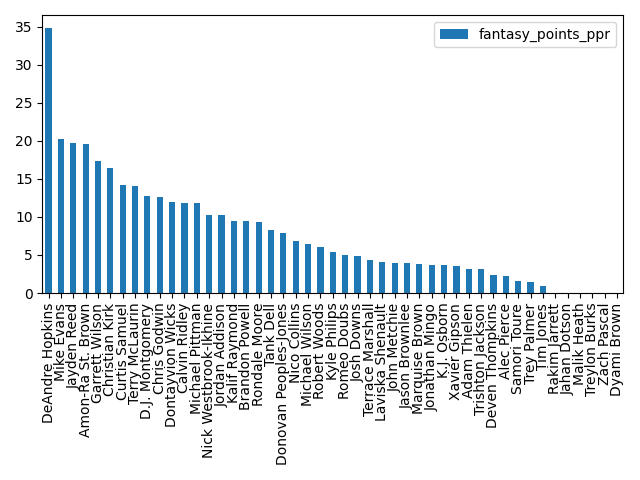 fantasy_points_ppr
35
30
25
20
15
10
5
0
DeAndre Hopkins
Mike Evans
Jayden Reed
Amon-Ra St. Brown
Garrett Wilson
Christian Kirk
Curtis Samuel
Terry McLaurin
D.J. Montgomery
Chris Godwin
Dontayvion Wicks
Calvin Ridley
Michael Pittman
Nick Westbrook-Ikhine
Jordan Addison
Kalif Raymond
Brandon Powell
Rondale Moore
Tank Dell
Donovan Peoples-Jones
Nico Collins
Michael Wilson
Robert Woods
Kyle Philips
Romeo Doubs
Josh Downs
Terrace Marshall
Laviska Shenault
John Metchie
Jason Brownlee
Marquise Brown
Jonathan Mingo
K.J. Osborn
Xavier Gipson
Adam Thielen
Trishton Jackson
Deven Thompkins
Alec Pierce
Samori Toure
Trey Palmer
Tim Jones
Rakim Jarrett
Jahan Dotson
Malik Heath
Treylon Burks
Zach Pascal
Dyami Brown